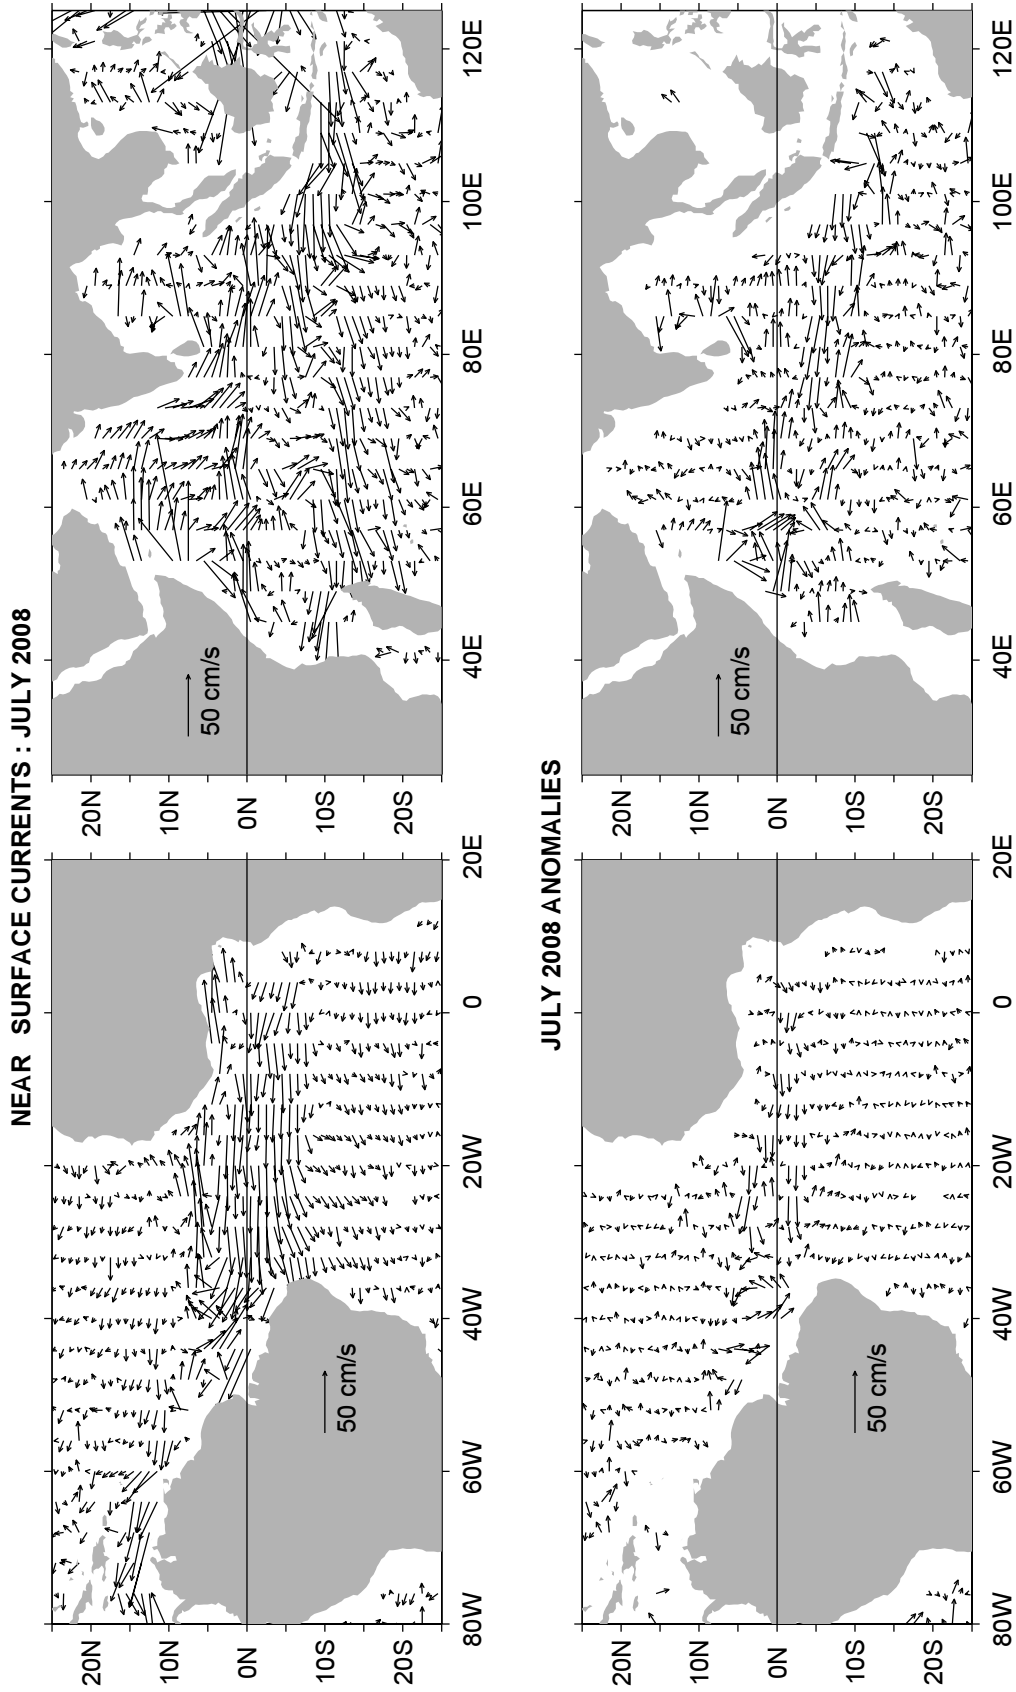 NEAR SURFACE CURRENTS : JULY 2008
20N
10N
0N
10S
20S
50 cm/s
80W 60W 40W 20W 0 20E
20N
10N
0N
10S
20S
50 cm/s
40E 60E 80E 100E 120E
JULY 2008 ANOMALIES
20N
10N
0N
10S
20S
50 cm/s
80W 60W 40W 20W 0 20E
20N
10N
0N
10S
20S
50 cm/s
40E 60E 80E 100E 120E